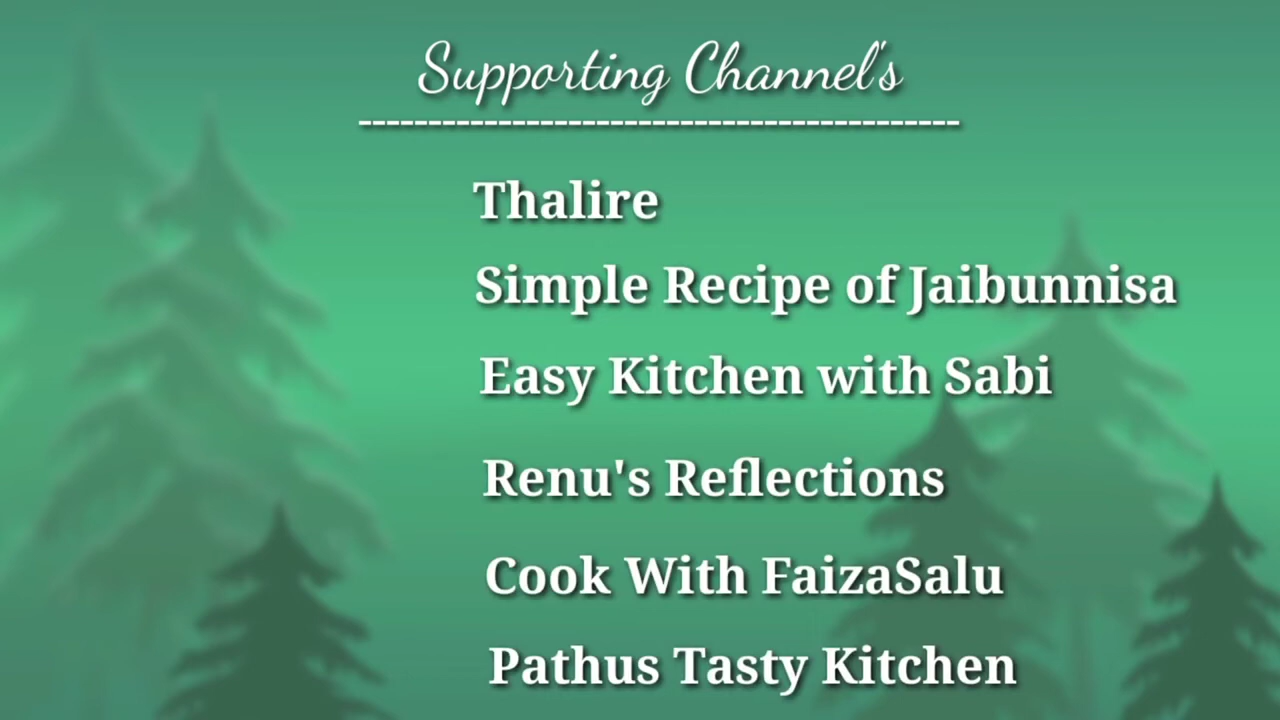 Supporting Channel's
-------------------------------------------
Thalire
Simple Recipe of Jaibunnisa
Easy Kitchen with Sabi
Renu's Reflections
Cook With FaizaSalu
Pathus Tasty Kitchen